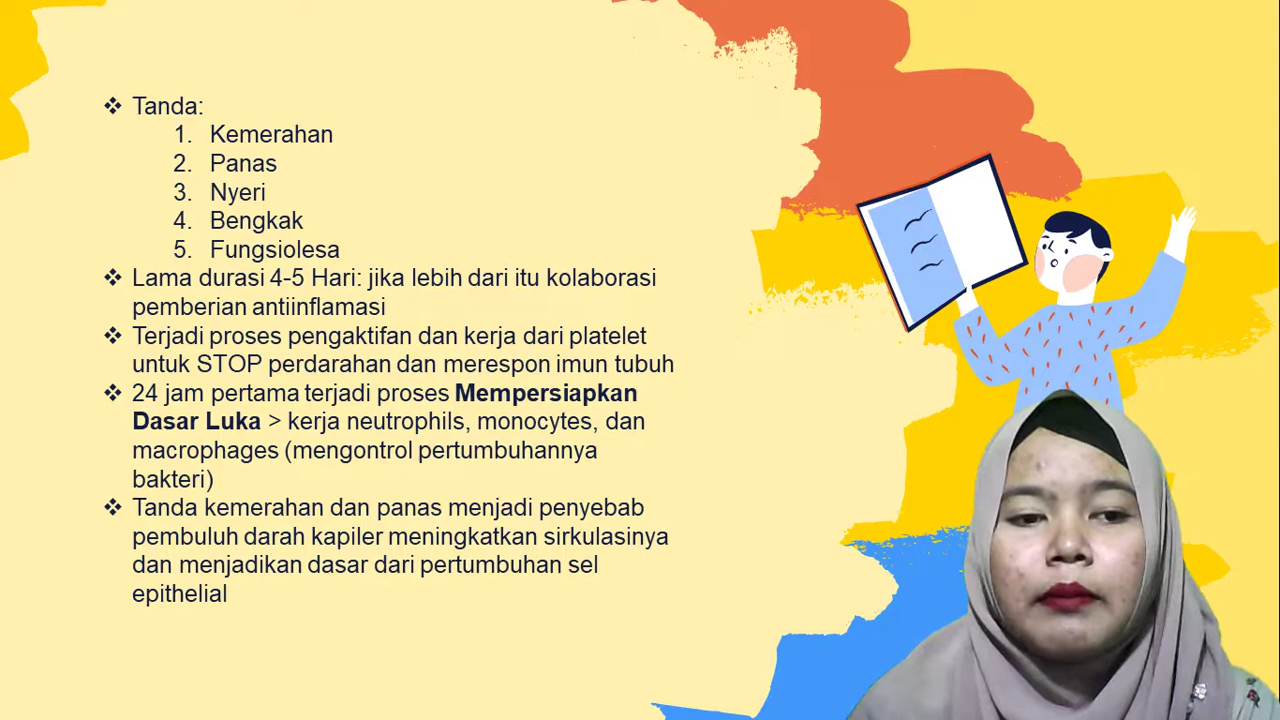 ❖ Tanda:
1. Kemerahan
2. Panas
3. Nyeri
4. Bengkak
5. Fungsiolesa
❖ Lama durasi 4-5 Hari: jika lebih dari itu kolaborasi
pemberian antiinflamasi
❖ Terjadi proses pengaktifan dan kerja dari platelet
untuk STOP perdarahan dan merespon imun tubuh
❖ 24 jam pertama terjadi proses Mempersiapkan
Dasar Luka > kerja neutrophils, monocytes, dan
macrophages (mengontrol pertumbuhannya
bakteri)
❖ Tanda kemerahan dan panas menjadi penyebab
pembuluh darah kapiler meningkatkan sirkulasinya
dan menjadikan dasar dari pertumbuhan sel
epithelial